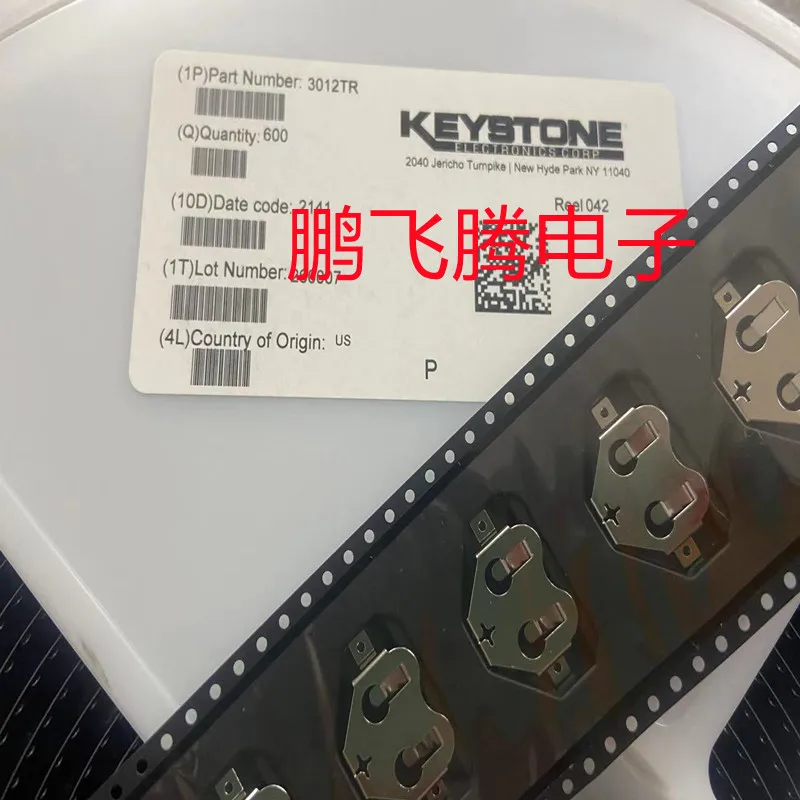 (1P)Part Number: 3012TR
(Q)Quantity: 600
KEYSTONE
ELECTRONICS CORP
2040 Jericho Turnpike | New Hyde Park NY 11040
(10D)Date code: 2141
Reel 042
鹏飞腾电子
(1T)Lot Number:
(4L)Country of Origin: US
P